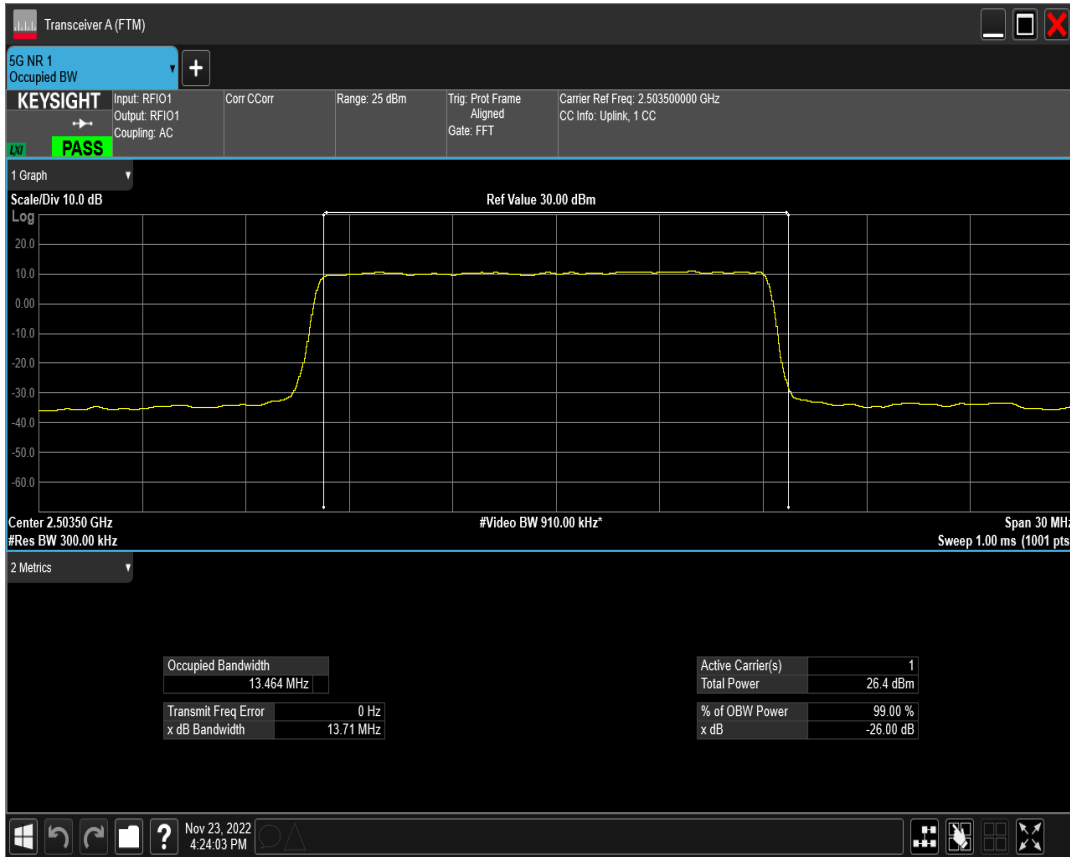 Transceiver A (FTM)
5G NR 1
Occupied BW
+
KEYSIGHT
LXI
PASS
Input: RFIO1
Output: RFIO1
Coupling: AC
Corr CCorr
Range: 25 dBm
Trig: Prot Frame
Aligned
Gate: FFT
Carrier Ref Freq: 2.503500000 GHz
CC Info: Uplink, 1 CC
1 Graph
Scale/Div 10.0 dB
Ref Value 30.00 dBm
Log
20.0
10.0
0.00
-10.0
-20.0
-30.0
-40.0
-50.0
-60.0
Center 2.50350 GHz
#Video BW 910.00 kHz*
Span 30 MHz
#Res BW 300.00 kHz
Sweep 1.00 ms (1001 pts
2 Metrics
Occupied Bandwidth
13.464 MHz
Transmit Freq Error 0 Hz
x dB Bandwidth 13.71 MHz
Active Carrier(s) 1
Total Power 26.4 dBm
% of OBW Power 99.00 %
x dB -26.00 dB
?
Nov 23, 2022
4:24:03 PM